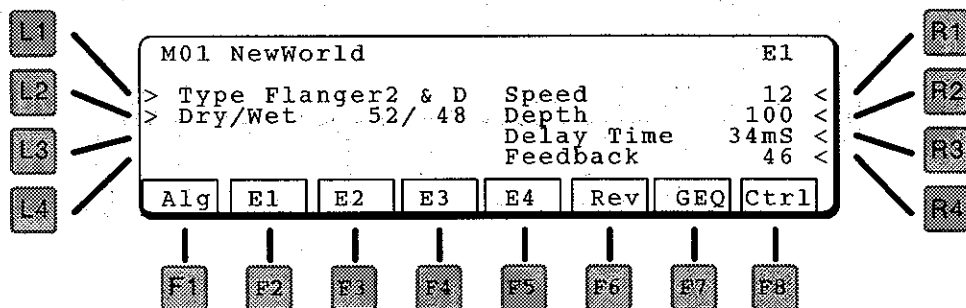 L1
R1
M01 NewWorld E1
L2
R2
> Type Flanger2 & D Speed 12 <
> Dry/Wet 52/ 48 Depth 100 <
L3
R3
Delay Time 34mS <
Feedback 46 <
L4
R4
Alg E1 E2 E3 E4 Rev GEQ Ctrl
F1 F2 F3 F4 F5 F6 F7 F8